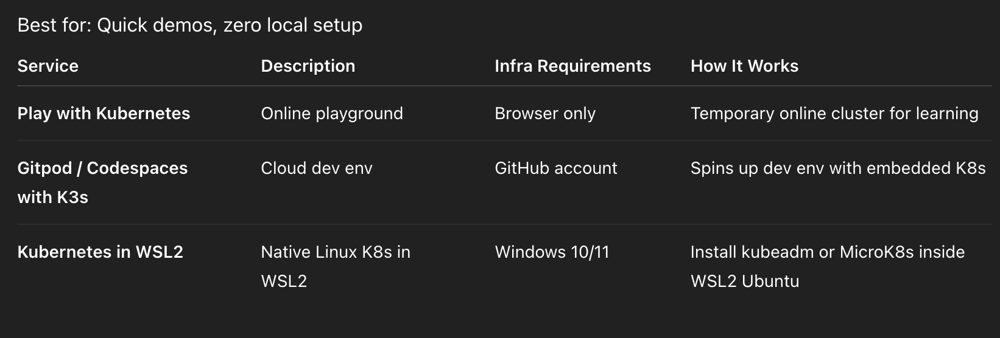 Best for: Quick demos, zero local setup
Service Description Infra Requirements How It Works
Play with Kubernetes Online playground Browser only Temporary online cluster for learning
Gitpod / Codespaces Cloud dev env GitHub account Spins up dev env with embedded K8s
with K3s
Kubernetes in WSL2 Native Linux K8s in Windows 10/11 Install kubeadm or MicroK8s inside
WSL2 WSL2 Ubuntu